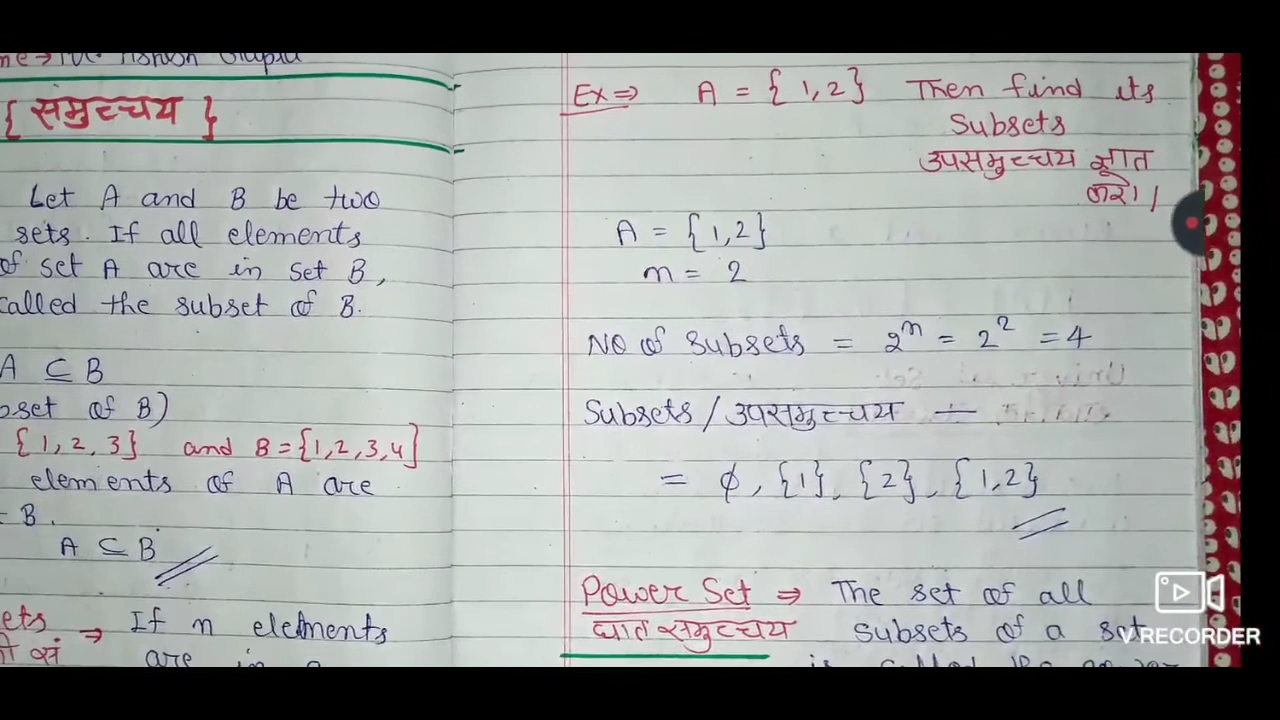 { समुच्चय }
Let A and B be two
sets. If all elements
of set A are in set B,
called the subset of B.
A ⊆ B
of B)
{1, 2, 3} and B = {1, 2, 3, 4}
elements of A are
B.
A ⊆ B
⇒ If n elements
are in a
Ex ⇒ A = { 1, 2 } Then find its
Subsets
उपसमुच्चय ज्ञात
करो।
A = { 1, 2 }
n = 2
NO of Subsets = 2ⁿ = 2² = 4
Subsets / उपसमुच्चय —
= ϕ, {1}, {2}, {1,2}
Power Set ⇒ The set of all
घात समुच्चय subsets of a set
is called
V RECORDER